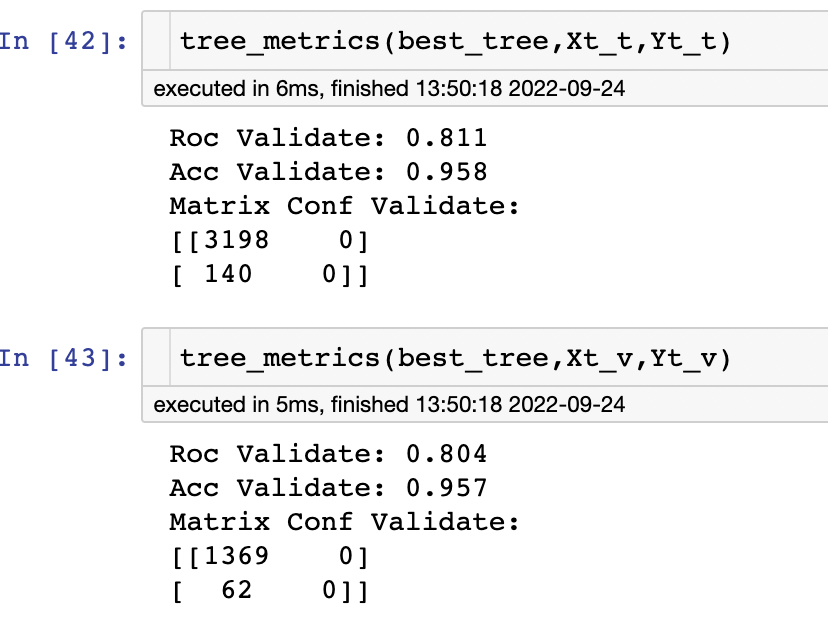 In [42]:
tree_metrics(best_tree,Xt_t,Yt_t)
executed in 6ms, finished 13:50:18 2022-09-24
Roc Validate: 0.811
Acc Validate: 0.958
Matrix Conf Validate:
[[3198    0]
[ 140    0]]
In [43]:
tree_metrics(best_tree,Xt_v,Yt_v)
executed in 5ms, finished 13:50:18 2022-09-24
Roc Validate: 0.804
Acc Validate: 0.957
Matrix Conf Validate:
[[1369    0]
[  62    0]]